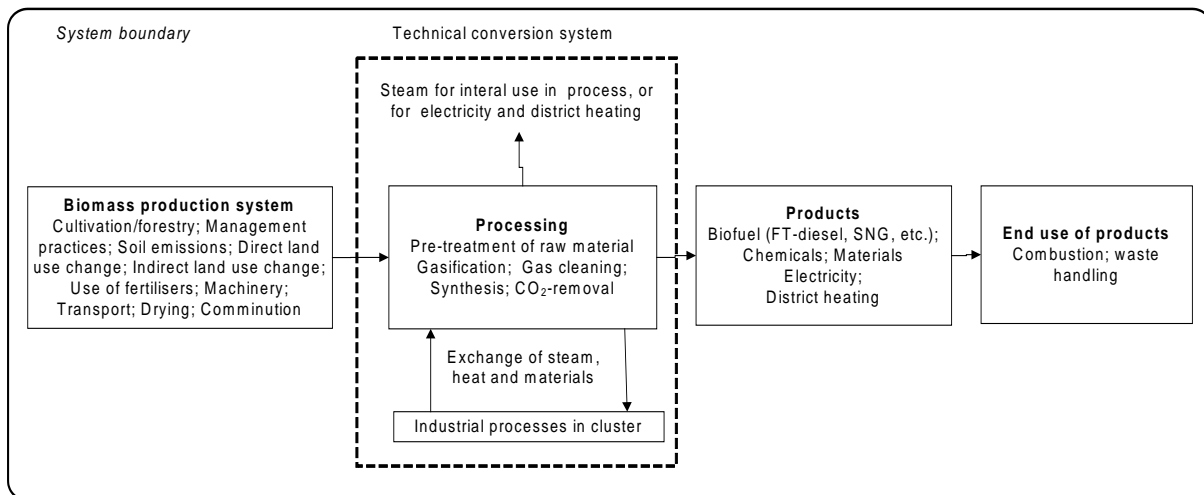 System boundary
Technical conversion system
Steam for interal use in process, or
for electricity and district heating
Biomass production system
Cultivation/forestry; Management
practices; Soil emissions; Direct land
use change; Indirect land use change;
Use of fertilisers; Machinery;
Transport; Drying; Comminution
Processing
Pre-treatment of raw material
Gasification; Gas cleaning;
Synthesis; CO₂-removal
Products
Biofuel (FT-diesel, SNG, etc.);
Chemicals; Materials
Electricity;
District heating
End use of products
Combustion; waste
handling
Exchange of steam,
heat and materials
Industrial processes in cluster